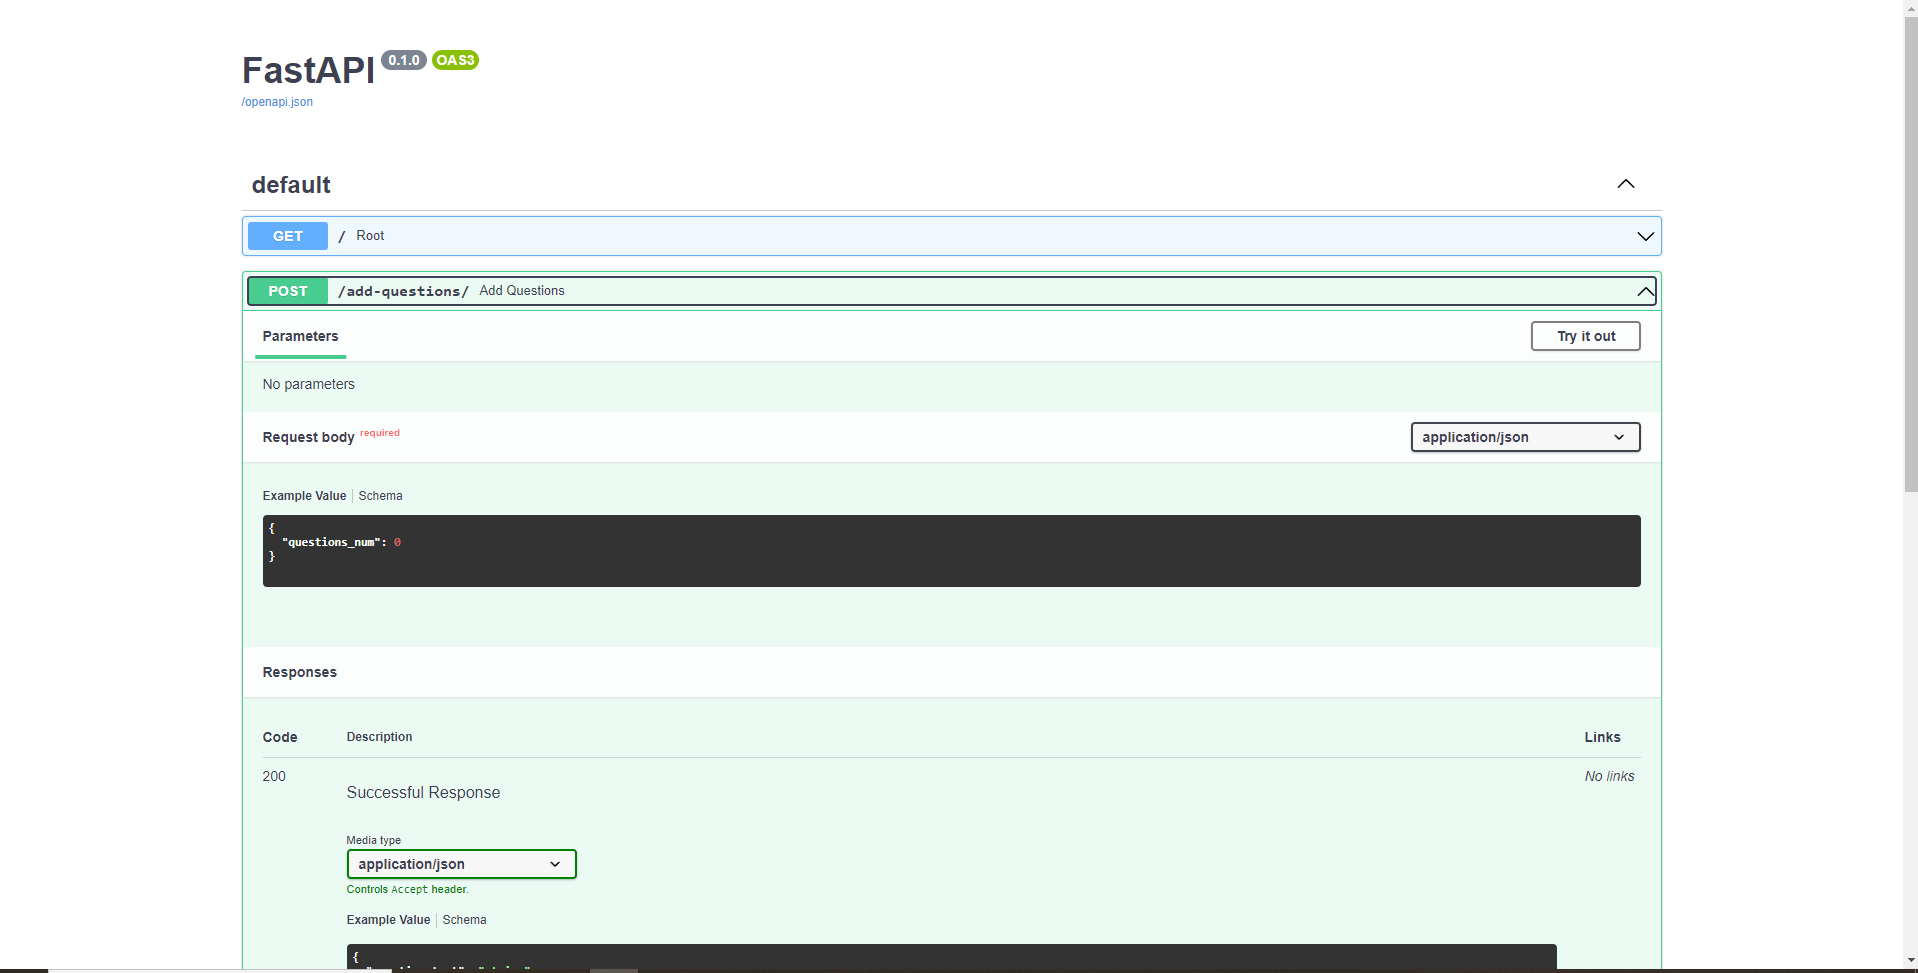 FastAPI 0.1.0 OAS3
/openapi.json
default
GET / Root
POST /add-questions/ Add Questions
Parameters Try it out
No parameters
Request body required application/json
Example Value Schema
{
"questions_num": 0
}
Responses
Code Description Links
200 No links
Successful Response
Media type
application/json
Controls Accept header.
Example Value Schema
{